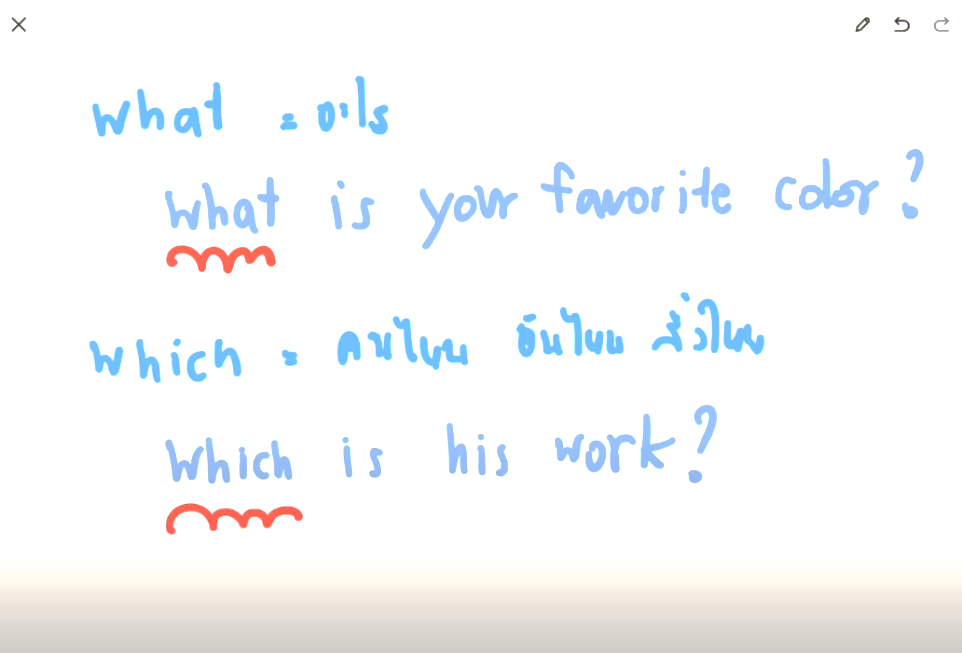 what = อะไร
what is your favorite color?
which = คนไหน อันไหน สิ่งไหน
which is his work?